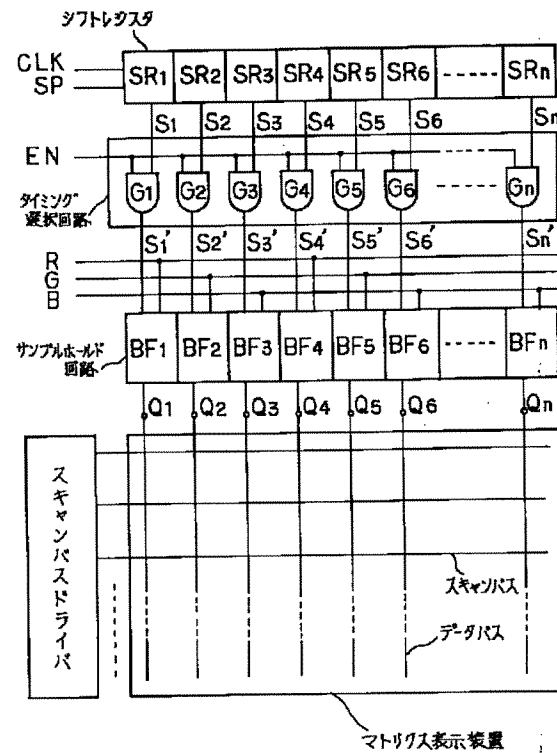 シフトレジスタ
CLK
SP
SR1 SR2 SR3 SR4 SR5 SR6 SRn
S1 S2 S3 S4 S5 S6 Sn
EN
G1 G2 G3 G4 G5 G6 Gn
タイミング
選択回路
S1' S2' S3' S4' S5' S6' Sn'
R
G
B
サンプルホールド
回路
BF1 BF2 BF3 BF4 BF5 BF6 BFn
Q1 Q2 Q3 Q4 Q5 Q6 Qn
スキャンバスドライバ
スキャンバス
データバス
マトリクス表示装置